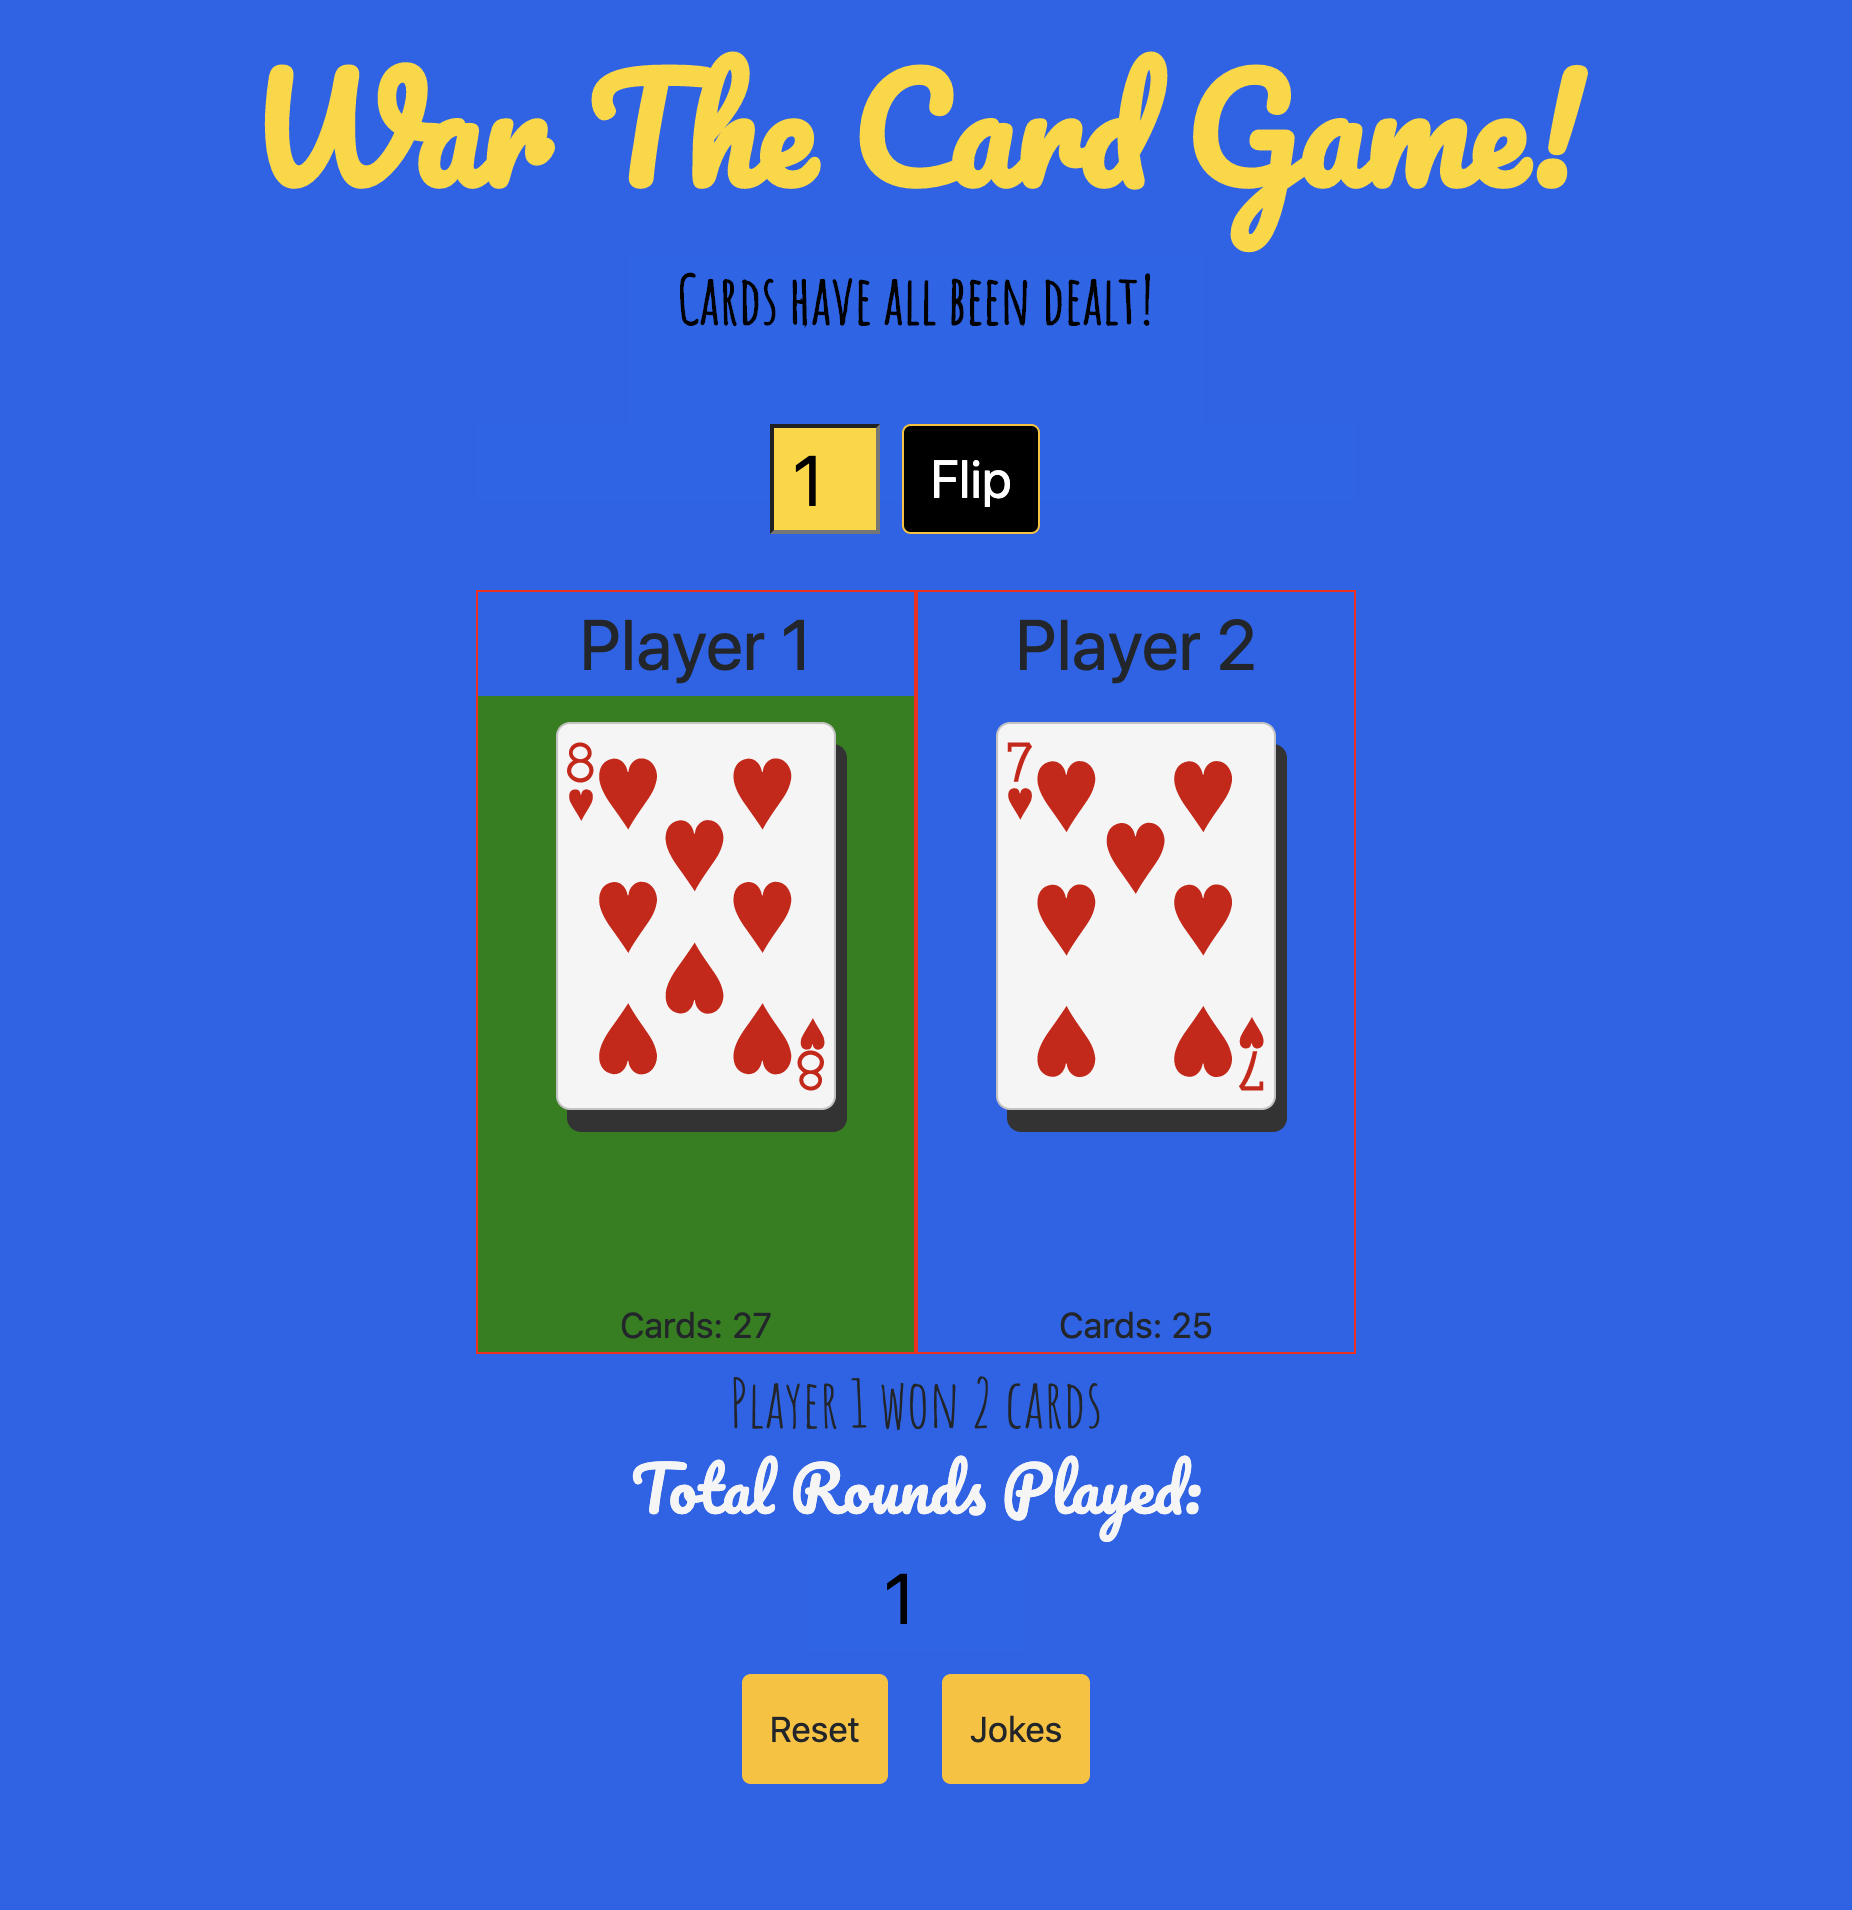 War The Card Game!
Cards have all been dealt!
1 Flip
Player 1 Player 2
8 7
8 7
Cards: 27 Cards: 25
Player 1 won 2 cards
Total Rounds Played:
1
Reset Jokes